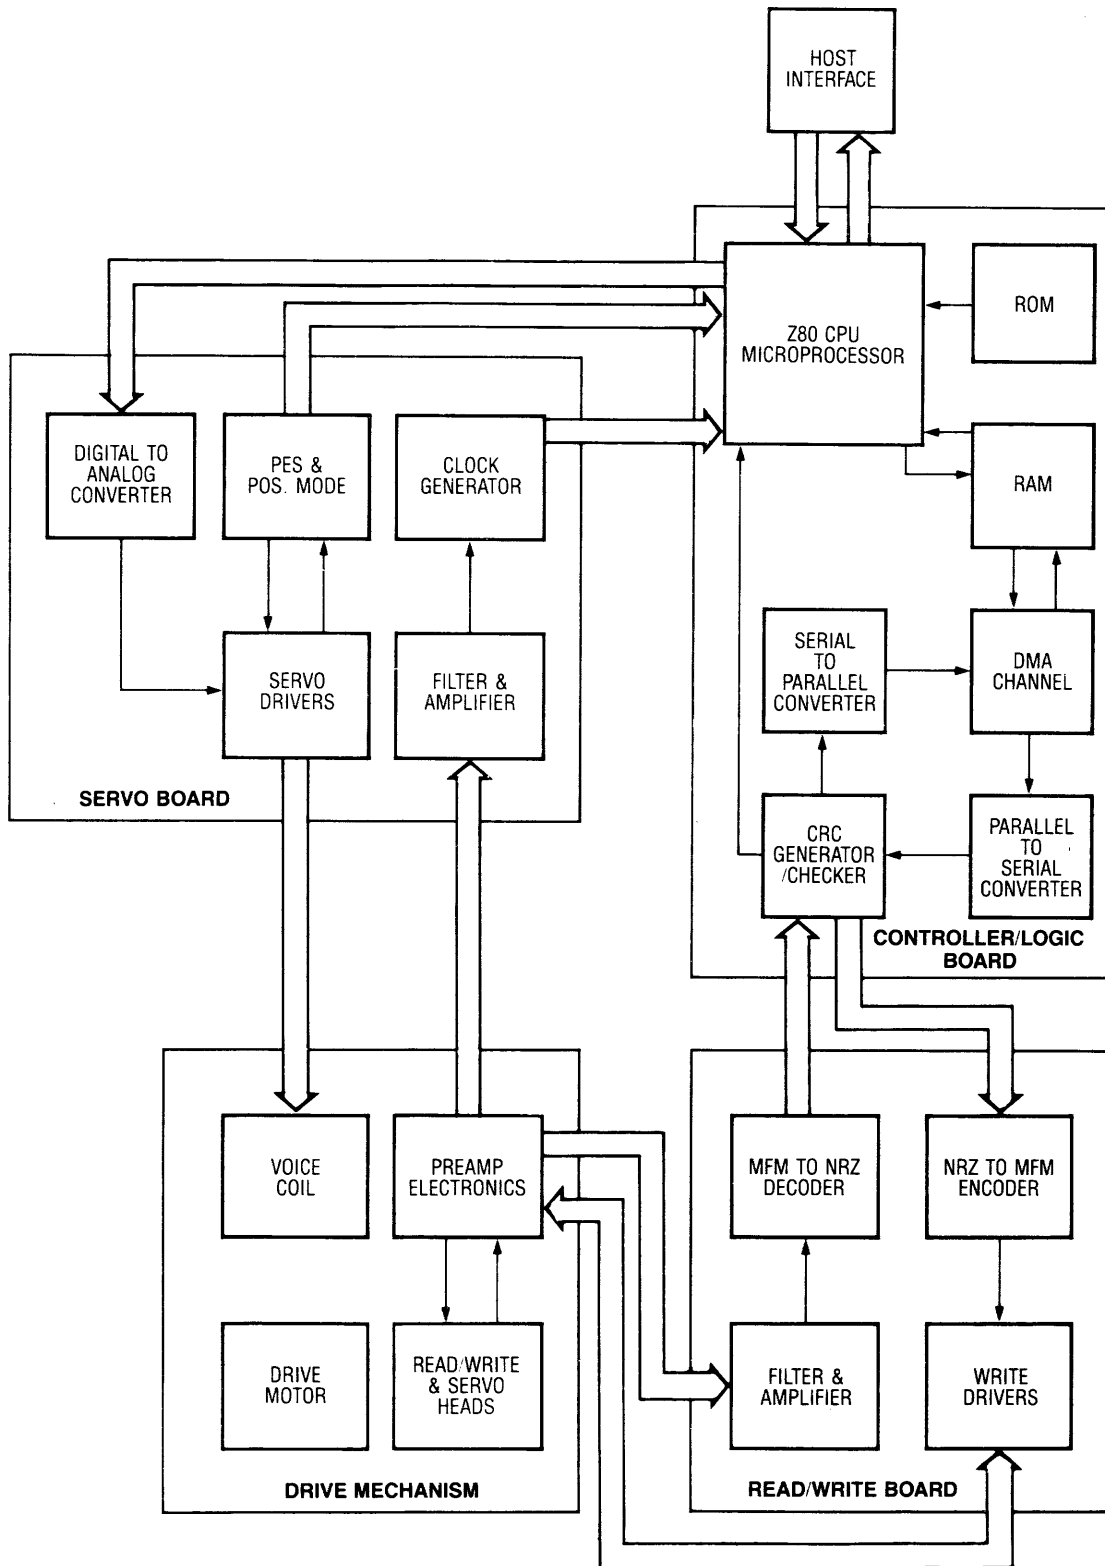 HOST
INTERFACE
Z80 CPU
MICROPROCESSOR
ROM
DIGITAL TO
ANALOG
CONVERTER
PES &
POS. MODE
CLOCK
GENERATOR
RAM
SERVO
DRIVERS
FILTER &
AMPLIFIER
SERIAL
TO
PARALLEL
CONVERTER
DMA
CHANNEL
SERVO BOARD
CRC
GENERATOR
/CHECKER
PARALLEL
TO
SERIAL
CONVERTER
CONTROLLER/LOGIC
BOARD
VOICE
COIL
PREAMP
ELECTRONICS
MFM TO NRZ
DECODER
NRZ TO MFM
ENCODER
DRIVE
MOTOR
READ/WRITE
& SERVO
HEADS
FILTER &
AMPLIFIER
WRITE
DRIVERS
DRIVE MECHANISM
READ/WRITE BOARD